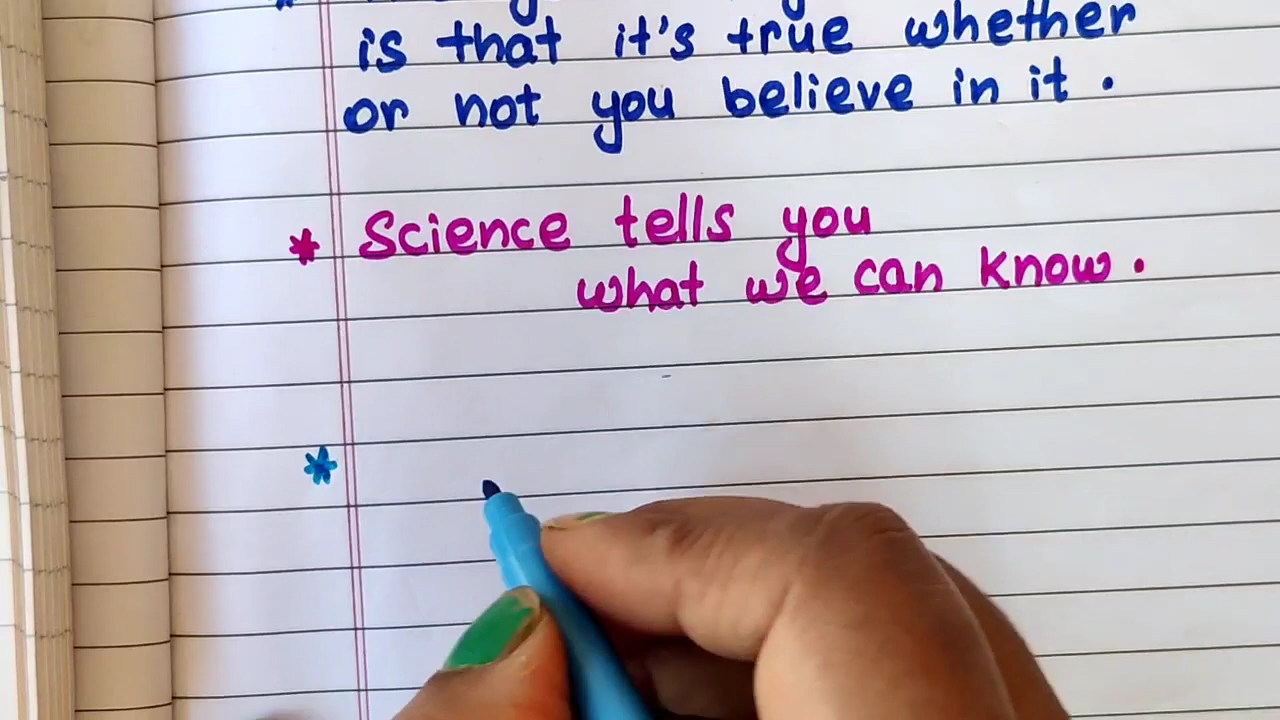 is that it's true whether
or not you believe in it .
* Science tells you
what we can know .
*